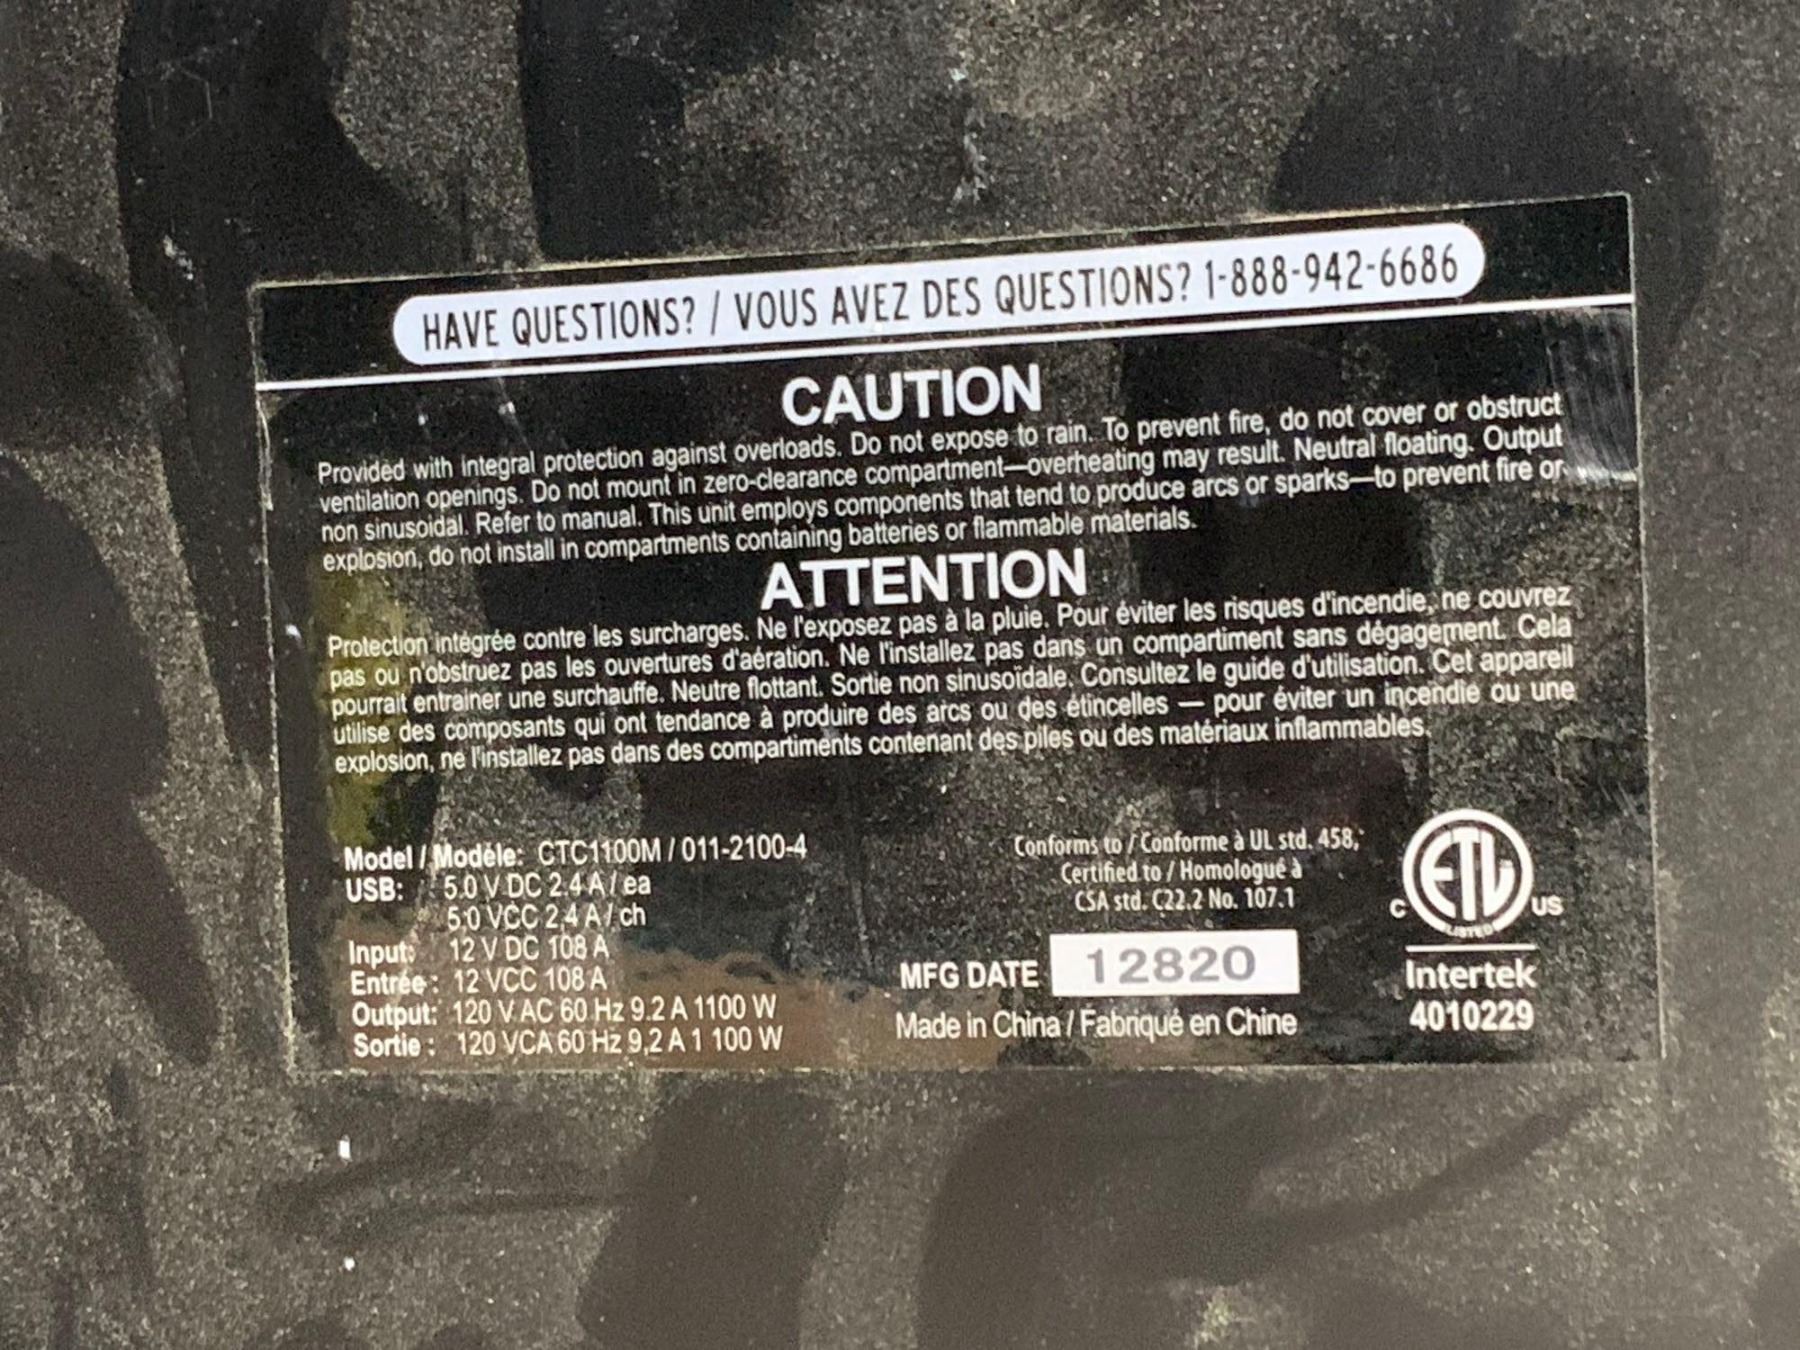 HAVE QUESTIONS? / VOUS AVEZ DES QUESTIONS? 1-888-942-6686
CAUTION
Provided with integral protection against overloads. Do not expose to rain. To prevent fire, do not cover or obstruct
ventilation openings. Do not mount in zero-clearance compartment—overheating may result. Neutral floating. Output
non sinusoidal. Refer to manual. This unit employs components that tend to produce arcs or sparks—to prevent fire or
explosion, do not install in compartments containing batteries or flammable materials.
ATTENTION
Protection intégrée contre les surcharges. Ne l'exposez pas à la pluie. Pour éviter les risques d'incendie, ne couvrez
pas ou n'obstruez pas les ouvertures d'aération. Ne l'installez pas dans un compartiment sans dégagement. Cela
pourrait entraîner une surchauffe. Neutre flottant. Sortie non sinusoïdale. Consultez le guide d'utilisation. Cet appareil
utilise des composants qui ont tendance à produire des arcs ou des étincelles — pour éviter un incendie ou une
explosion, ne l'installez pas dans des compartiments contenant des piles ou des matériaux inflammables.
Model / Modèle: CTC1100M / 011-2100-4
USB: 5.0 V DC 2.4 A / ea
5.0 VCC 2,4 A / ch
Input: 12 V DC 108 A
Entrée : 12 VCC 108 A
Output: 120 V AC 60 Hz 9.2 A 1100 W
Sortie : 120 VCA 60 Hz 9,2 A 1 100 W
Conforms to / Conforme à UL std. 458,
Certified to / Homologué à
CSA std. C22.2 No. 107.1
MFG DATE 12820
Made in China / Fabriqué en Chine
ETL
C US
LISTED
Intertek
4010229